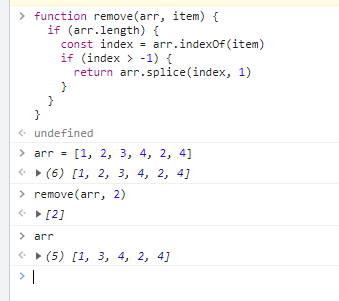 > function remove(arr, item) {
    if (arr.length) {
      const index = arr.indexOf(item)
      if (index > -1) {
        return arr.splice(index, 1)
      }
    }
  }
< undefined
> arr = [1, 2, 3, 4, 2, 4]
< ▶ (6) [1, 2, 3, 4, 2, 4]
> remove(arr, 2)
< ▶ [2]
> arr
< ▶ (5) [1, 3, 4, 2, 4]
>